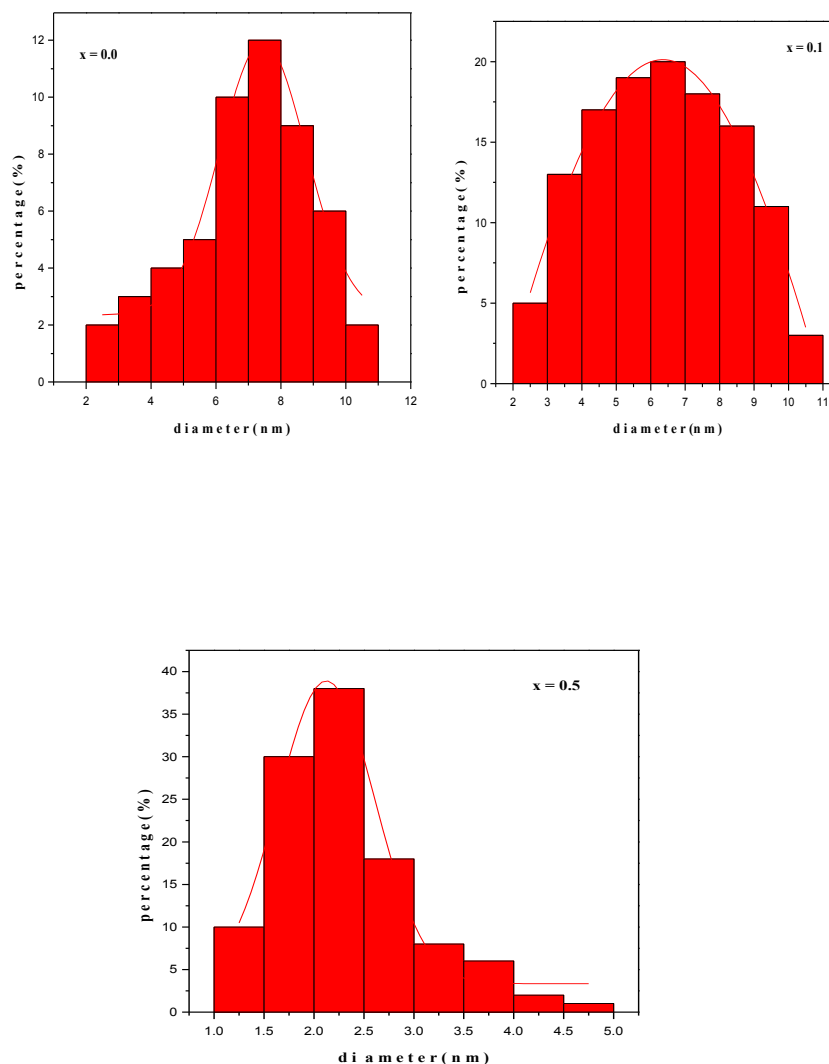 x = 0.0
percentage(%)
12
10
8
6
4
2
0
2 4 6 8 10 12
diameter(nm)
x = 0.1
percentage(%)
20
15
10
5
0
2 3 4 5 6 7 8 9 10 11
diameter(nm)
x = 0.5
percentage(%)
40
35
30
25
20
15
10
5
0
1.0 1.5 2.0 2.5 3.0 3.5 4.0 4.5 5.0
diameter(nm)